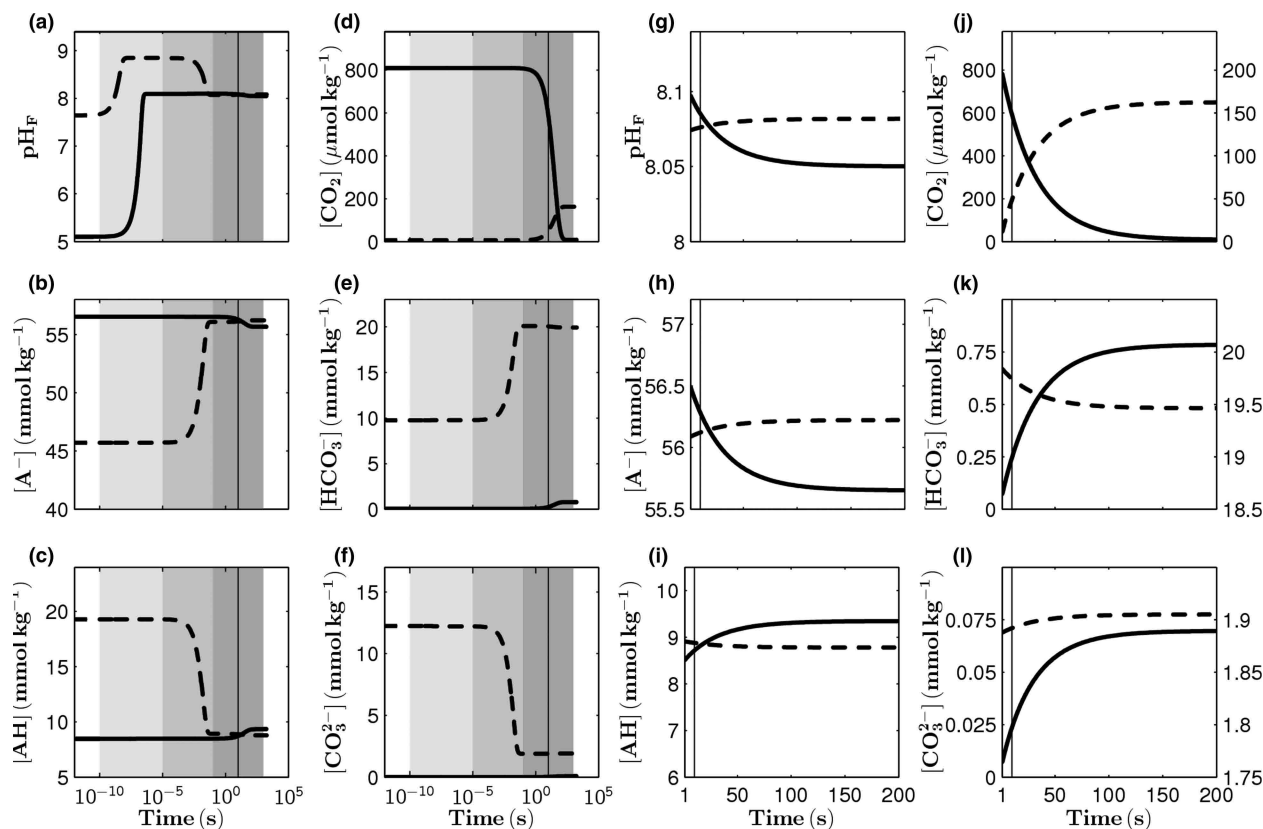 (a)
9
8
7
6
5
pH_F
(d)
800
600
400
200
0
[CO₂] (μmol kg⁻¹)
(g)
8.1
8.05
8
pH_F
(j)
800
600
400
200
0
[CO₂] (μmol kg⁻¹)
200
150
100
50
0
(b)
55
50
45
40
[A⁻] (mmol kg⁻¹)
(e)
20
15
10
5
0
[HCO₃⁻] (mmol kg⁻¹)
(h)
57
56.5
56
55.5
[A⁻] (mmol kg⁻¹)
(k)
0.75
0.5
0.25
0
[HCO₃⁻] (mmol kg⁻¹)
20
19.5
19
18.5
(c)
20
15
10
5
[AH] (mmol kg⁻¹)
10⁻¹⁰ 10⁻⁵ 10⁰ 10⁵
Time (s)
(f)
15
10
5
0
[CO₃²⁻] (mmol kg⁻¹)
10⁻¹⁰ 10⁻⁵ 10⁰ 10⁵
Time (s)
(i)
10
9
8
7
6
[AH] (mmol kg⁻¹)
1 50 100 150 200
Time (s)
(l)
0.075
0.05
0.025
0
[CO₃²⁻] (mmol kg⁻¹)
1.9
1.85
1.8
1.75
1 50 100 150 200
Time (s)